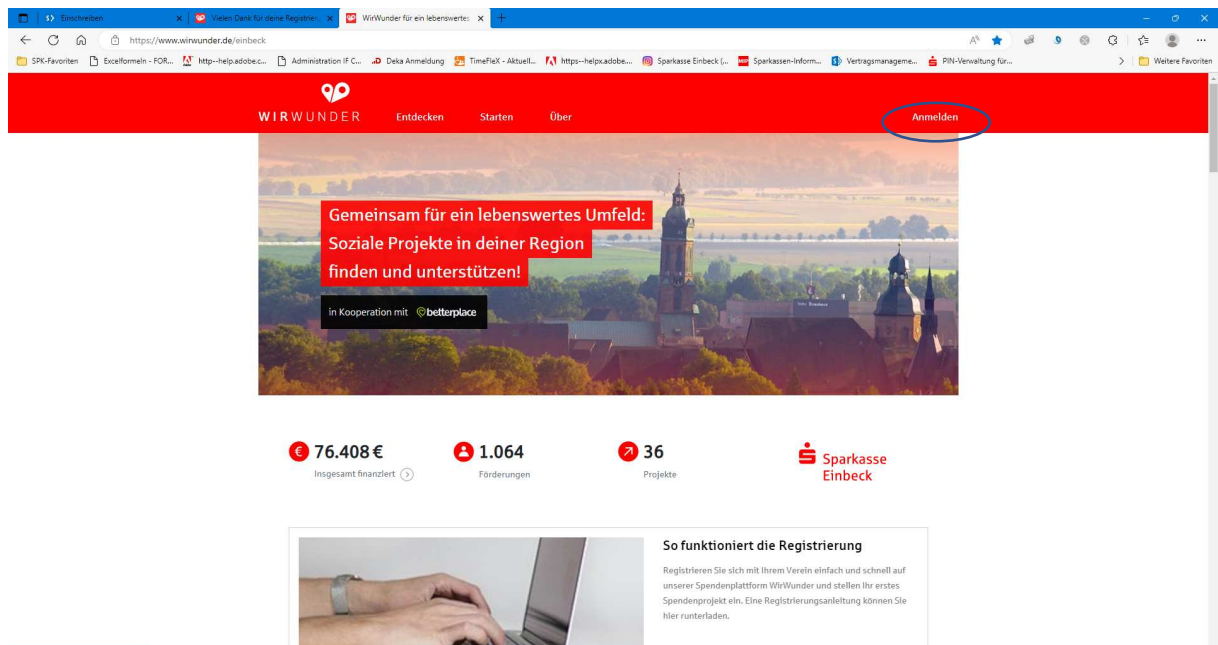 Einschreiben
Vielen Dank für deine Registrier
WirWunder für ein lebenswertes
https://www.wirwunder.de/einbeck
SPK-Favoriten
Excelformeln - FOR...
http--help.adobe.c...
Administration IF C...
Deka Anmeldung
TimeFleX - Aktuell...
https--helpx.adobe...
Sparkasse Einbeck (...
Sparkassen-Inform...
Vertragsmanageme...
PIN-Verwaltung für...
Weitere Favoriten
WIRWUNDER
Entdecken
Starten
Über
Anmelden
Gemeinsam für ein lebenswertes Umfeld:
Soziale Projekte in deiner Region
finden und unterstützen!
in Kooperation mit betterplace
76.408 €
Insgesamt finanziert
1.064
Förderungen
36
Projekte
Sparkasse
Einbeck
So funktioniert die Registrierung
Registrieren Sie sich mit Ihrem Verein einfach und schnell auf
unserer Spendenplattform WirWunder und stellen Ihr erstes
Spendenprojekt ein. Eine Registrierungsanleitung können Sie
hier runterladen.